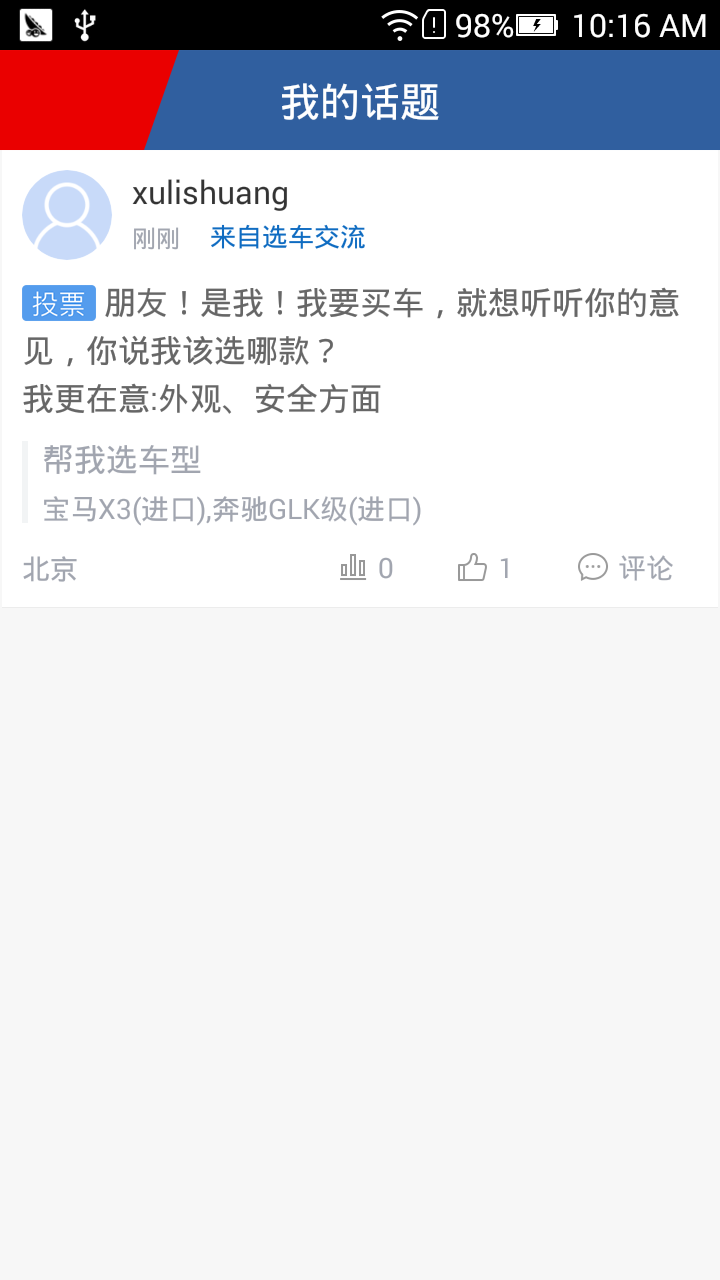 98% 10:16 AM
我的话题
xulishuang
刚刚 来自选车交流
投票 朋友！是我！我要买车，就想听听你的意
见，你说我该选哪款？
我更在意:外观、安全方面
帮我选车型
宝马X3(进口),奔驰GLK级(进口)
北京 0 1 评论